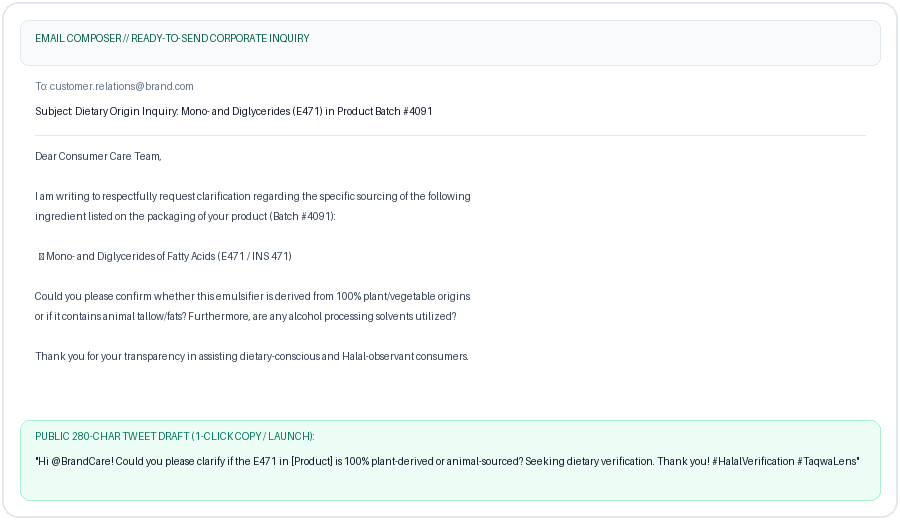 EMAIL COMPOSER // READY-TO-SEND CORPORATE INQUIRY
To: customer.relations@brand.com
Subject: Dietary Origin Inquiry: Mono- and Diglycerides (E471) in Product Batch #4091
Dear Consumer Care Team,
I am writing to respectfully request clarification regarding the specific sourcing of the following
ingredient listed on the packaging of your product (Batch #4091):
Mono- and Diglycerides of Fatty Acids (E471 / INS 471)
Could you please confirm whether this emulsifier is derived from 100% plant/vegetable origins
or if it contains animal tallow/fats? Furthermore, are any alcohol processing solvents utilized?
Thank you for your transparency in assisting dietary-conscious and Halal-observant consumers.
PUBLIC 280-CHAR TWEET DRAFT (1-CLICK COPY / LAUNCH):
"Hi @BrandCare! Could you please clarify if the E471 in [Product] is 100% plant-derived or animal-sourced? Seeking dietary verification. Thank you! #HalalVerification #TaqwaLens"